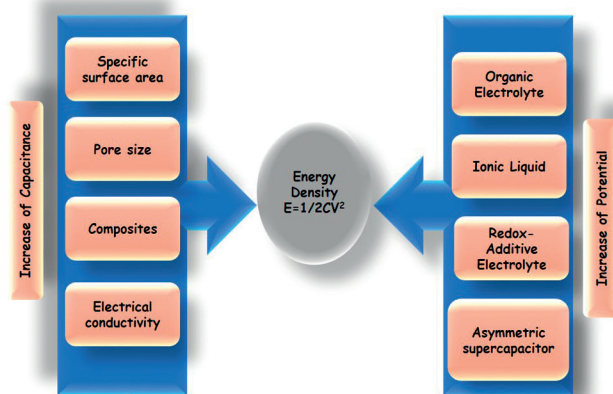 Increase of Capacitance
Specific
surface area
Pore size
Composites
Electrical
conductivity
Energy
Density
E=1/2CV²
Organic
Electrolyte
Ionic Liquid
Redox-
Additive
Electrolyte
Asymmetric
supercapacitor
Increase of Potential